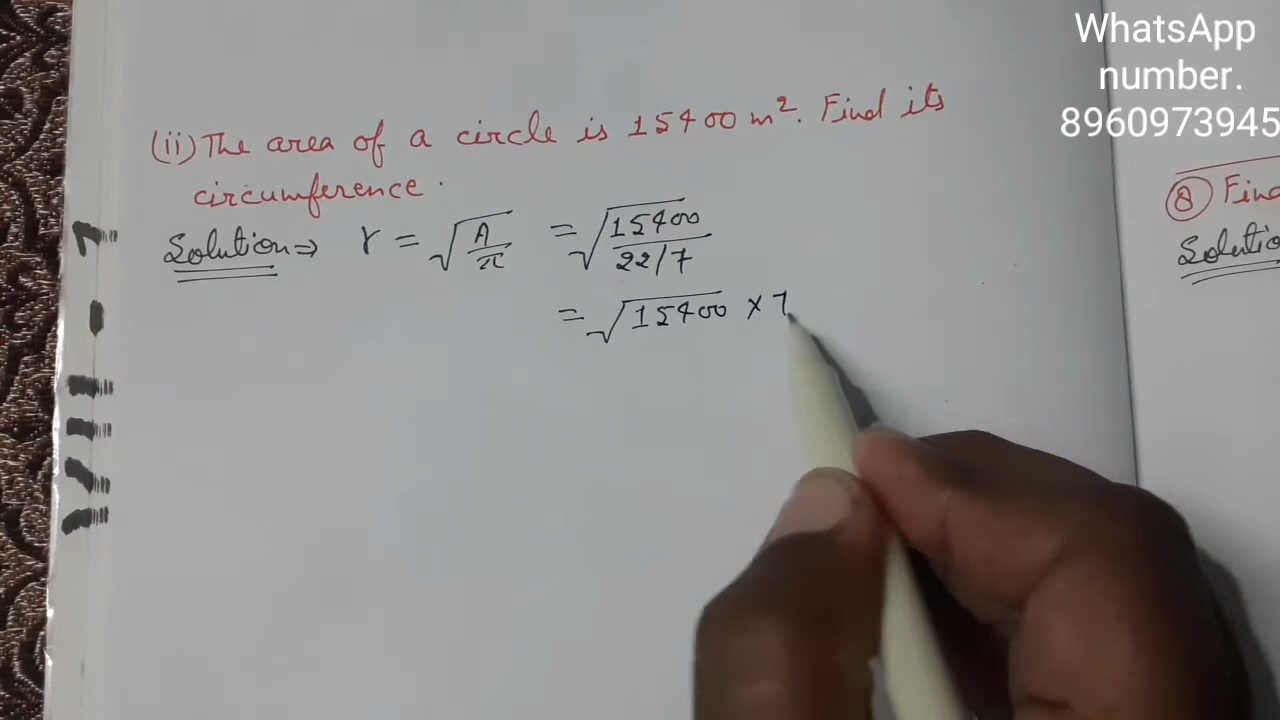 WhatsApp
number.
8960973945
(ii) The area of a circle is 15400 m². Find its
circumference.
Solution ⇒ r = √A/π = √15400/22/7
= √15400 × 7
⑧ Find
Solutio